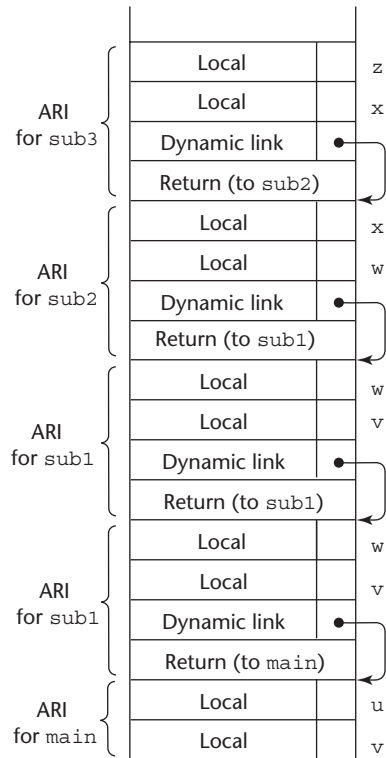 Local z
Local x
ARI
for sub3
Dynamic link
Return (to sub2)
Local x
Local w
ARI
for sub2
Dynamic link
Return (to sub1)
Local w
Local v
ARI
for sub1
Dynamic link
Return (to sub1)
Local w
Local v
ARI
for sub1
Dynamic link
Return (to main)
Local u
ARI
for main
Local v